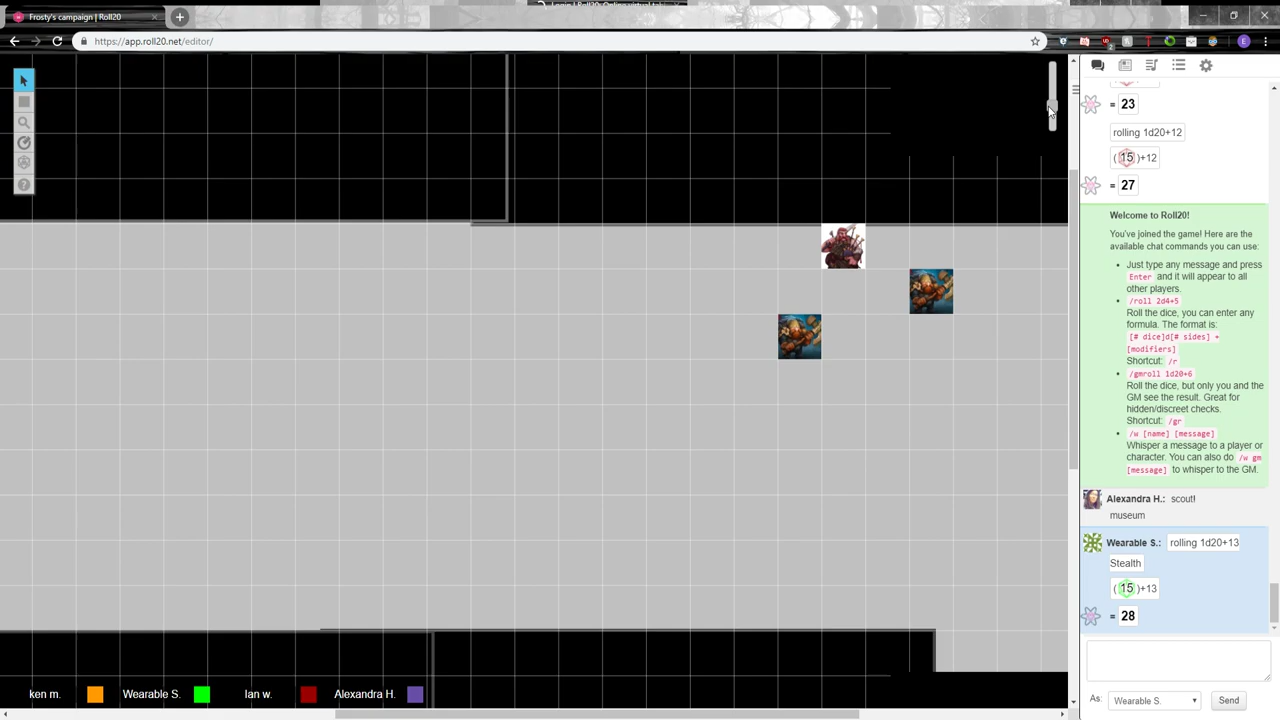 Frosty's campaign | Roll20
https://app.roll20.net/editor/
2
= 23
rolling 1d20+12
(15)+12
= 27
Welcome to Roll20!
You've joined the game! Here are the
available chat commands you can use:
Just type any message and press
Enter and it will appear to all
other players.
/roll 2d4+5
Roll the dice, you can enter any
formula. The format is:
[# dice]d[# sides] +
[modifiers]
Shortcut: /r
/gmroll 1d20+6
Roll the dice, but only you and the
GM see the result. Great for
hidden/discreet checks.
Shortcut: /gr
/w [name] [message]
Whisper a message to a player or
character. You can also do /w gm
[message] to whisper to the GM.
Alexandra H.: scout!
museum
Wearable S.: rolling 1d20+13
Stealth
(15)+13
= 28
ken m.
Wearable S.
Ian w.
Alexandra H.
As: Wearable S.
Send
E